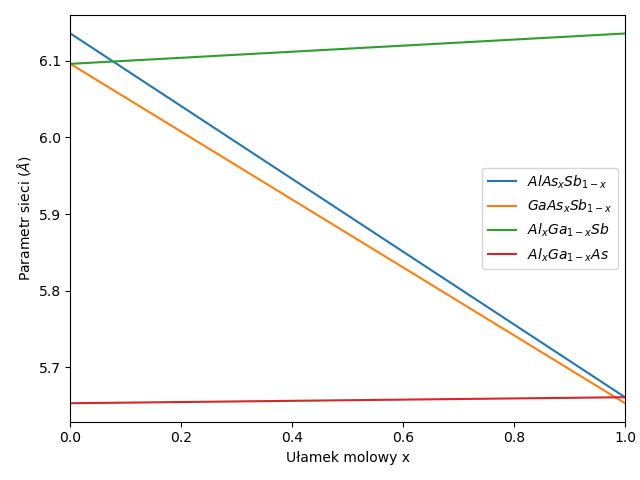 6.1
6.0
5.9
5.8
5.7
Parametr sieci (Å)
AlAsₓSb₁₋ₓ
GaAsₓSb₁₋ₓ
AlₓGa₁₋ₓSb
AlₓGa₁₋ₓAs
0.0 0.2 0.4 0.6 0.8 1.0
Ułamek molowy x